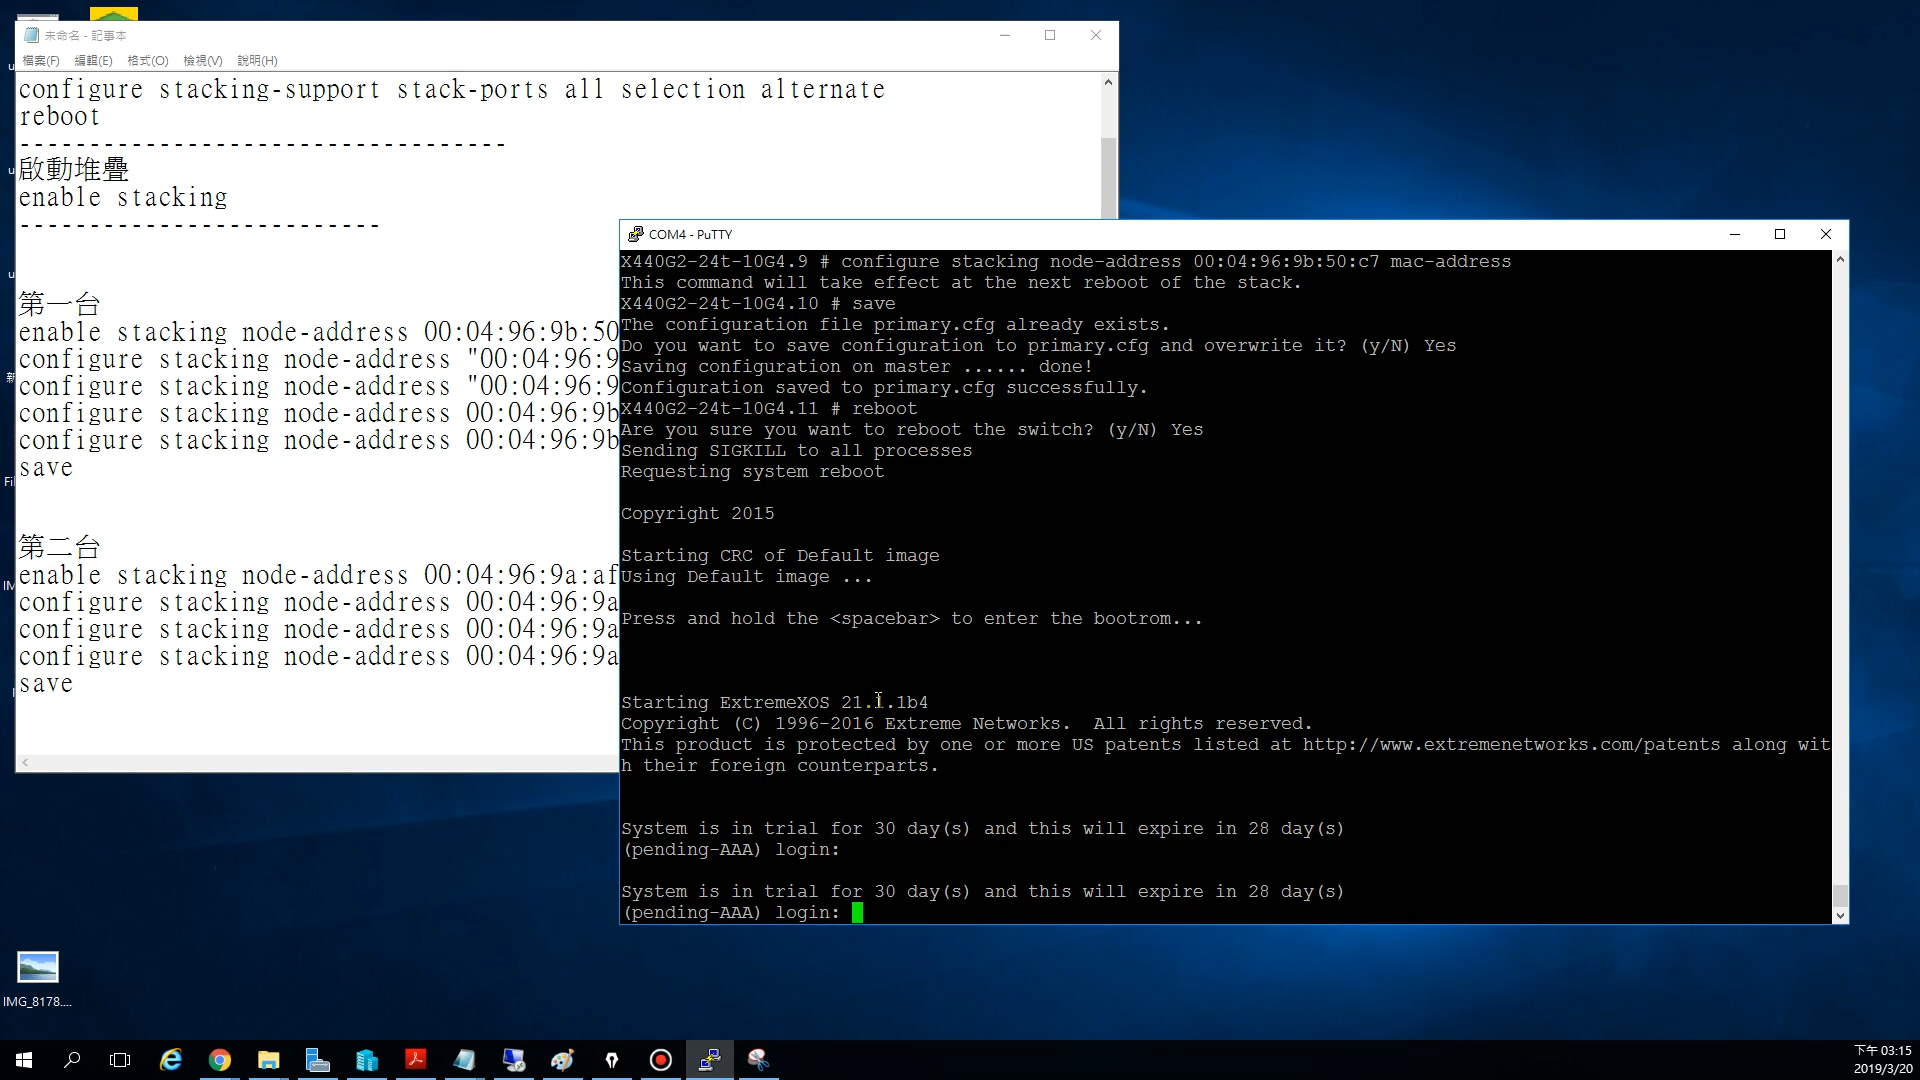 未命名 - 記事本
檔案(F) 編輯(E) 格式(O) 檢視(V) 說明(H)
configure stacking-support stack-ports all selection alternate
reboot
-----------------------------------
啟動堆疊
enable stacking
--------------------------
第一台
enable stacking node-address 00:04:96:9b:50
configure stacking node-address "00:04:96:9
configure stacking node-address "00:04:96:9
configure stacking node-address 00:04:96:9b
configure stacking node-address 00:04:96:9b
save
第二台
enable stacking node-address 00:04:96:9a:af
configure stacking node-address 00:04:96:9a
configure stacking node-address 00:04:96:9a
configure stacking node-address 00:04:96:9a
save
COM4 - PuTTY
X440G2-24t-10G4.9 # configure stacking node-address 00:04:96:9b:50:c7 mac-address
This command will take effect at the next reboot of the stack.
X440G2-24t-10G4.10 # save
The configuration file primary.cfg already exists.
Do you want to save configuration to primary.cfg and overwrite it? (y/N) Yes
Saving configuration on master ...... done!
Configuration saved to primary.cfg successfully.
X440G2-24t-10G4.11 # reboot
Are you sure you want to reboot the switch? (y/N) Yes
Sending SIGKILL to all processes
Requesting system reboot
Copyright 2015
Starting CRC of Default image
Using Default image ...
Press and hold the <spacebar> to enter the bootrom...
Starting ExtremeXOS 21.1.1b4
Copyright (C) 1996-2016 Extreme Networks.  All rights reserved.
This product is protected by one or more US patents listed at http://www.extremenetworks.com/patents along wit
h their foreign counterparts.
System is in trial for 30 day(s) and this will expire in 28 day(s)
(pending-AAA) login:
System is in trial for 30 day(s) and this will expire in 28 day(s)
(pending-AAA) login:
IMG_8178....
下午 03:15
2019/3/20